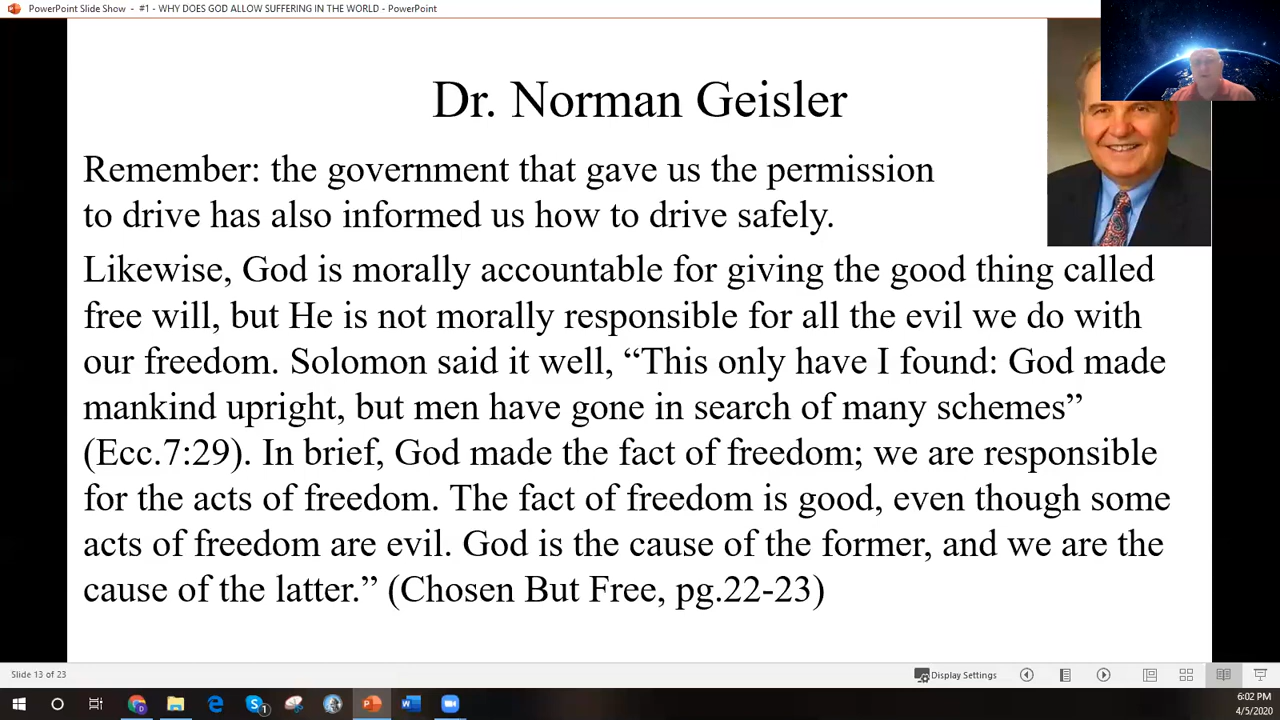 PowerPoint Slide Show - #1 - WHY DOES GOD ALLOW SUFFERING IN THE WORLD - PowerPoint
Dr. Norman Geisler
Remember: the government that gave us the permission
to drive has also informed us how to drive safely.
Likewise, God is morally accountable for giving the good thing called
free will, but He is not morally responsible for all the evil we do with
our freedom. Solomon said it well, “This only have I found: God made
mankind upright, but men have gone in search of many schemes”
(Ecc.7:29). In brief, God made the fact of freedom; we are responsible
for the acts of freedom. The fact of freedom is good, even though some
acts of freedom are evil. God is the cause of the former, and we are the
cause of the latter.” (Chosen But Free, pg.22-23)
Slide 13 of 23
Display Settings
6:02 PM
4/5/2020